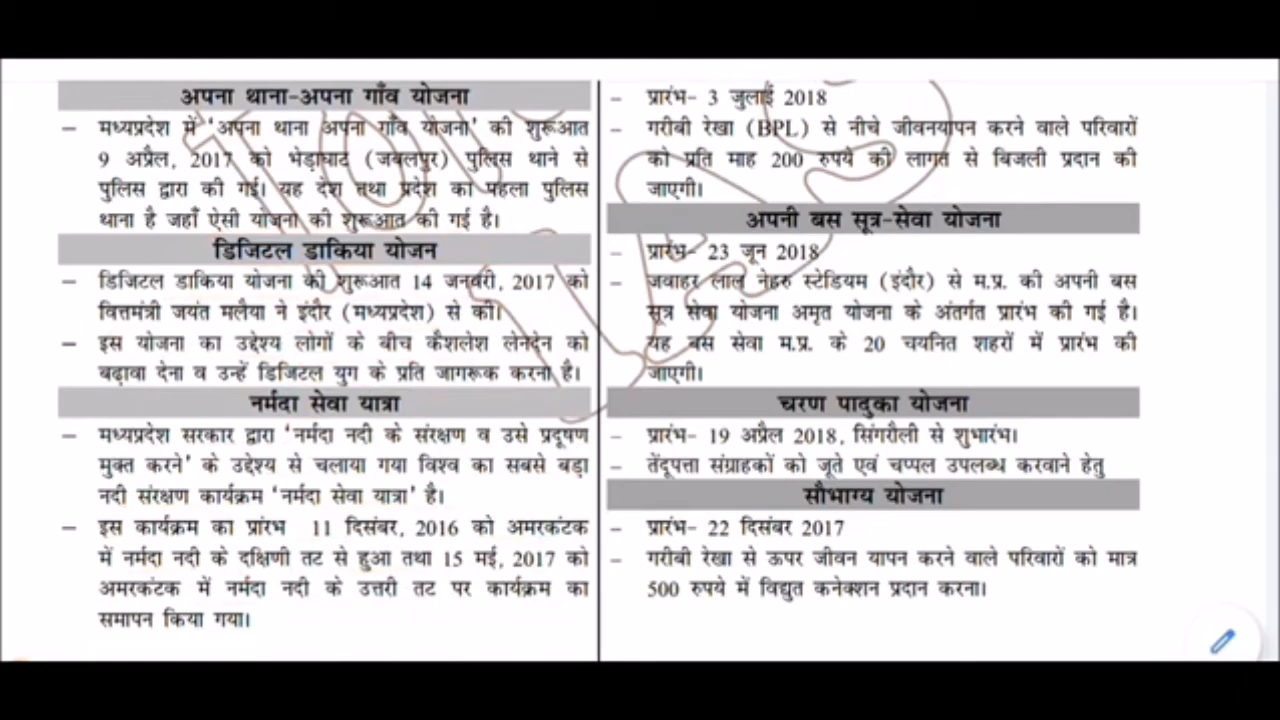 अपना थाना-अपना गाँव योजना
– मध्यप्रदेश में 'अपना थाना अपना गाँव योजना' की शुरूआत
9 अप्रैल, 2017 को भेड़ाघाट (जबलपुर) पुलिस थाने से
पुलिस द्वारा की गई। यह देश तथा प्रदेश का पहला पुलिस
थाना है जहाँ ऐसी योजना की शुरूआत की गई है।
डिजिटल डाकिया योजन
– डिजिटल डाकिया योजना की शुरूआत 14 जनवरी, 2017 को
वित्तमंत्री जयंत मलैया ने इंदौर (मध्यप्रदेश) से की।
– इस योजना का उद्देश्य लोगों के बीच कैशलेश लेनदेन को
बढ़ावा देना व उन्हें डिजिटल युग के प्रति जागरूक करना है।
नर्मदा सेवा यात्रा
– मध्यप्रदेश सरकार द्वारा 'नर्मदा नदी के संरक्षण व उसे प्रदूषण
मुक्त करने' के उद्देश्य से चलाया गया विश्व का सबसे बड़ा
नदी संरक्षण कार्यक्रम 'नर्मदा सेवा यात्रा' है।
– इस कार्यक्रम का प्रारंभ 11 दिसंबर, 2016 को अमरकंटक
में नर्मदा नदी के दक्षिणी तट से हुआ तथा 15 मई, 2017 को
अमरकंटक में नर्मदा नदी के उत्तरी तट पर कार्यक्रम का
समापन किया गया।
– प्रारंभ- 3 जुलाई 2018
– गरीबी रेखा (BPL) से नीचे जीवनयापन करने वाले परिवारों
को प्रति माह 200 रुपये की लागत से बिजली प्रदान की
जाएगी।
अपनी बस सूत्र-सेवा योजना
– प्रारंभ- 23 जून 2018
– जवाहर लाल नेहरु स्टेडियम (इंदौर) से म.प्र. की अपनी बस
सूत्र सेवा योजना अमृत योजना के अंतर्गत प्रारंभ की गई है।
यह बस सेवा म.प्र. के 20 चयनित शहरों में प्रारंभ की
जाएगी।
चरण पादुका योजना
– प्रारंभ- 19 अप्रैल 2018, सिंगरौली से शुभारंभ।
– तेंदूपत्ता संग्राहकों को जूते एवं चप्पल उपलब्ध करवाने हेतु
सौभाग्य योजना
– प्रारंभ- 22 दिसंबर 2017
– गरीबी रेखा से ऊपर जीवन यापन करने वाले परिवारों को मात्र
500 रुपये में विद्युत कनेक्शन प्रदान करना।